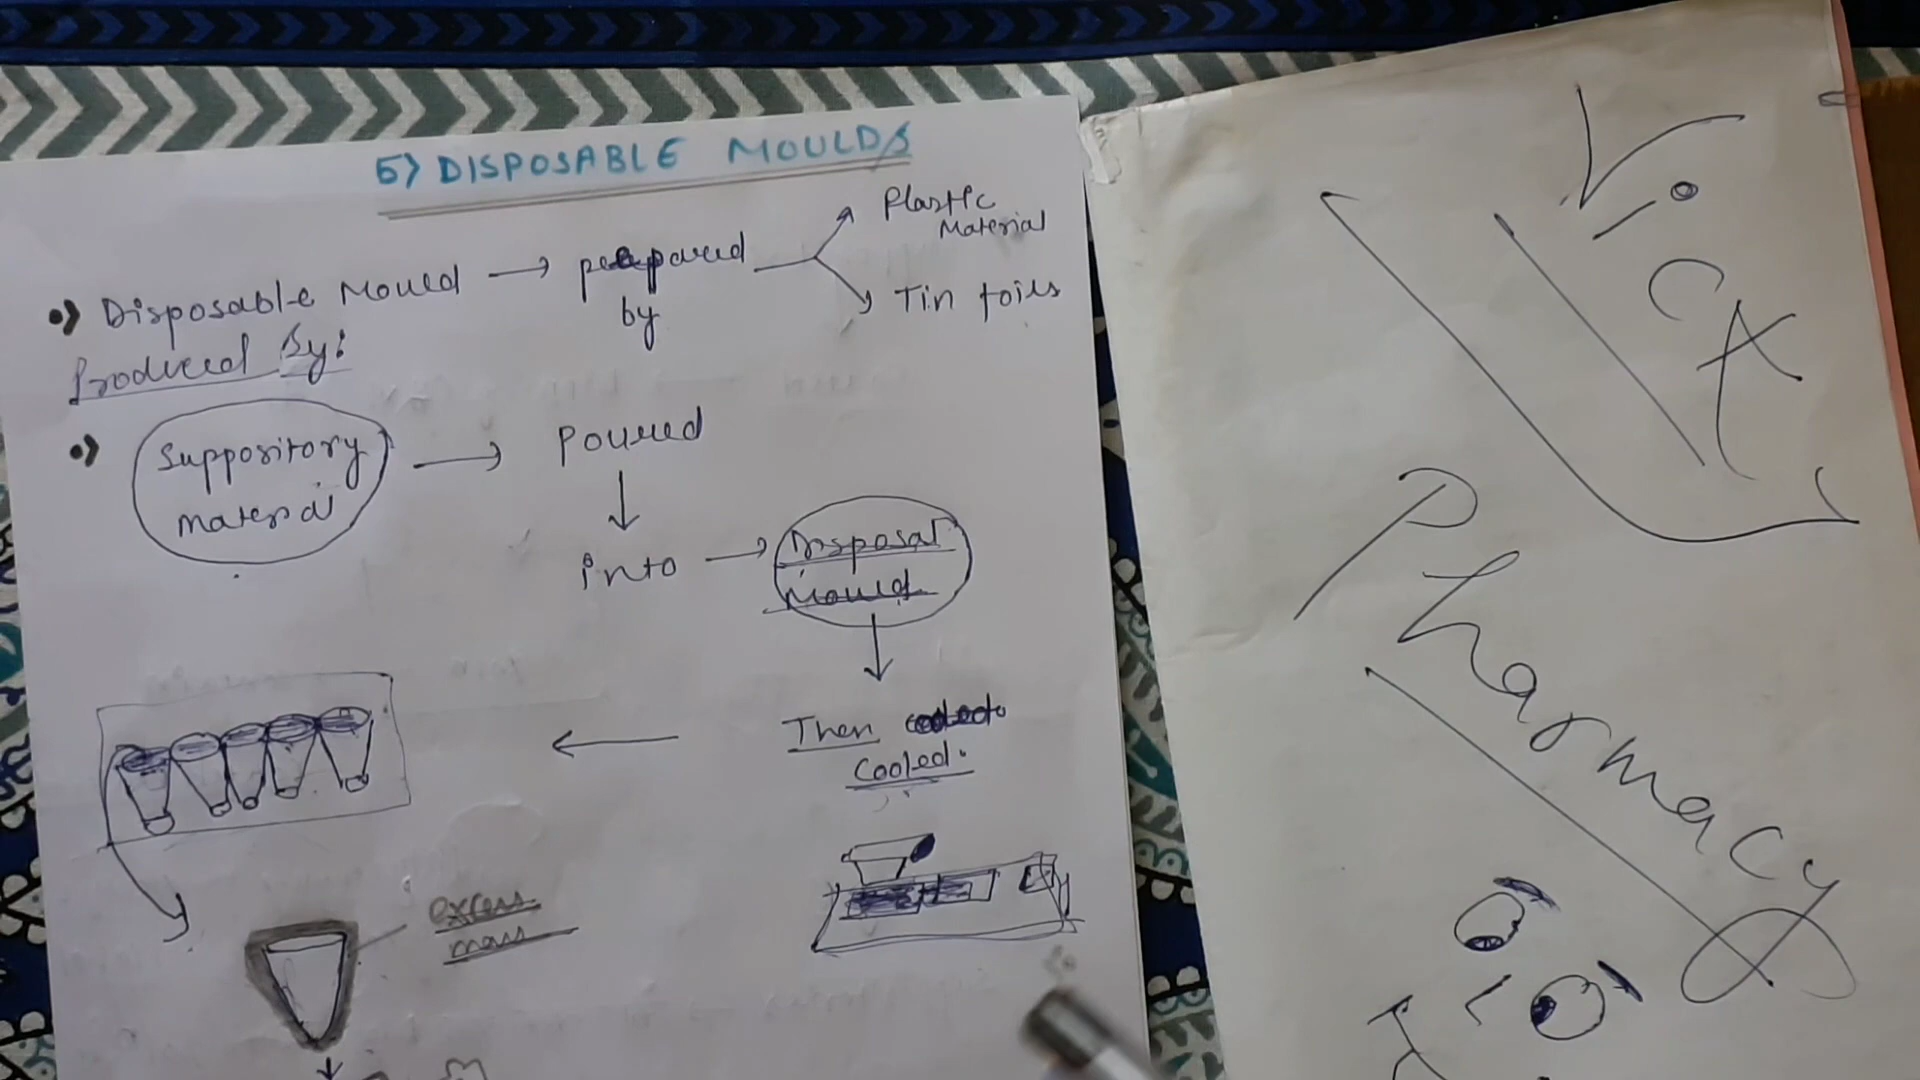 5) DISPOSABLE MOULDS
Disposable Mould → prepared by
Plastic Material
Tin foils
Produced By:
Suppository material → Poured
↓
into → Disposal Mould
↓
Then
cooled.
←
excess
mass
Vicx
Pharmacy